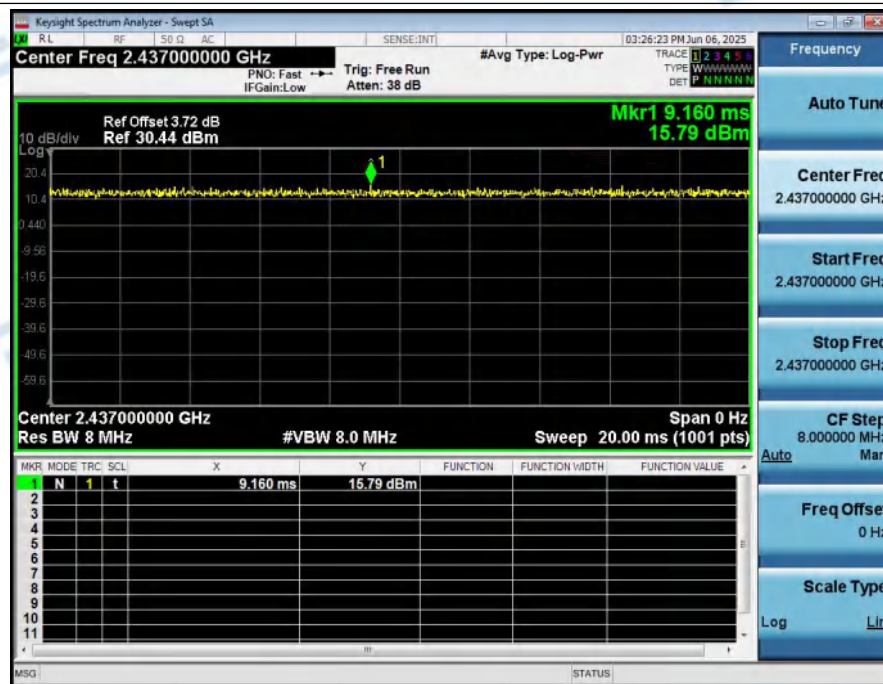 Keysight Spectrum Analyzer - Swept SA
RL RF 50 Ω AC SENSE:INT 03:26:23 PM Jun 06, 2025
Center Freq 2.437000000 GHz #Avg Type: Log-Pwr TRACE 1 2 3 4 5 6
PNO: Fast Trig: Free Run TYPE WWWWWW
IFGain:Low Atten: 38 dB DET P NNNNN
Mkr1 9.160 ms
15.79 dBm
Ref Offset 3.72 dB
10 dB/div Ref 30.44 dBm
Log
1
20.4
10.4
0.440
-9.56
-19.6
-29.6
-39.6
-49.6
-59.6
Center 2.437000000 GHz Span 0 Hz
Res BW 8 MHz #VBW 8.0 MHz Sweep 20.00 ms (1001 pts)
MKR MODE TRC SCL X Y FUNCTION FUNCTION WIDTH FUNCTION VALUE
1 N 1 t 9.160 ms 15.79 dBm
2
3
4
5
6
7
8
9
10
11
MSG STATUS
Frequency
Auto Tune
Center Freq
2.437000000 GHz
Start Freq
2.437000000 GHz
Stop Freq
2.437000000 GHz
CF Step
8.000000 MHz
Auto Man
Freq Offset
0 Hz
Scale Type
Log Lin